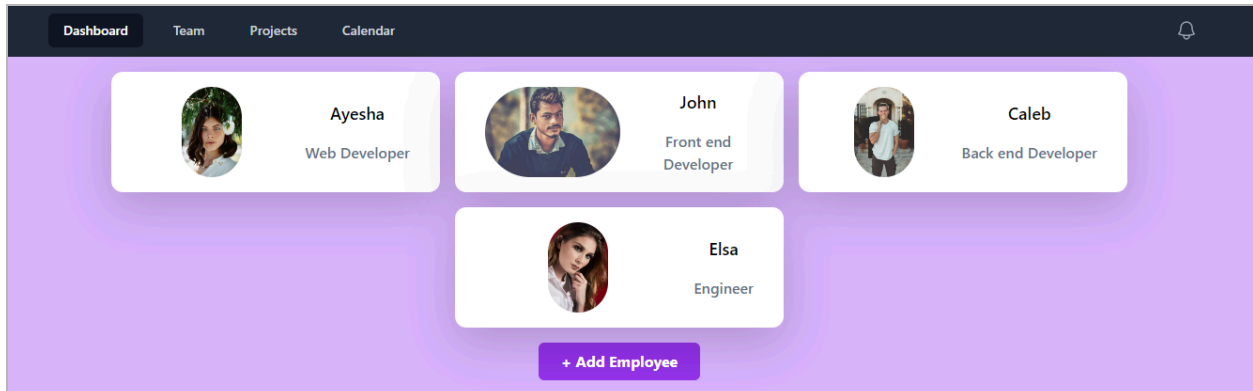 Dashboard Team Projects Calendar
Ayesha
Web Developer
John
Front end
Developer
Caleb
Back end Developer
Elsa
Engineer
+ Add Employee